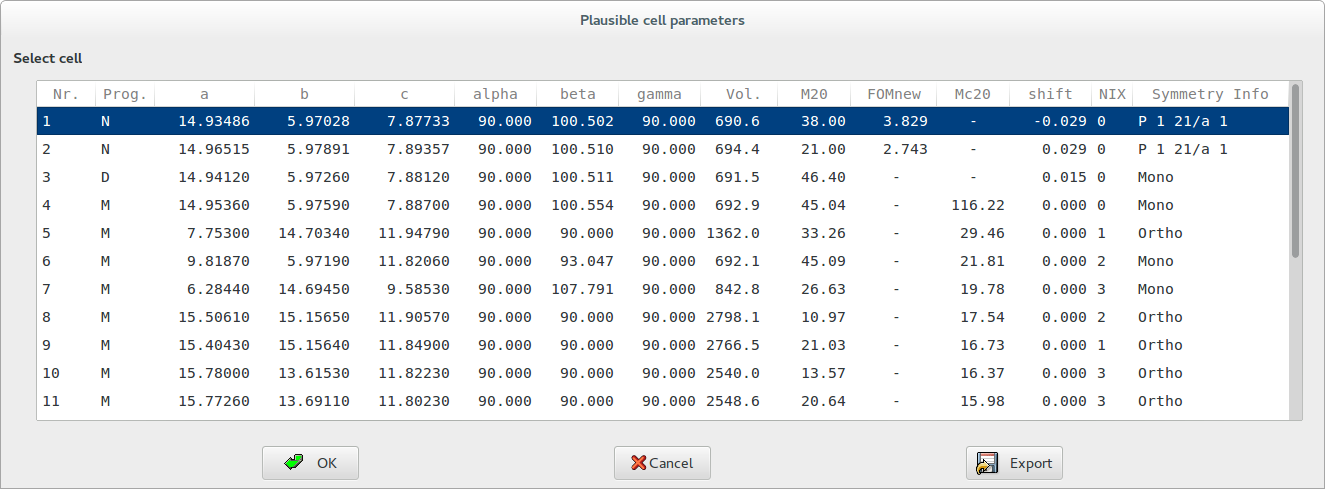 Plausible cell parameters
Select cell
Nr. Prog. a b c alpha beta gamma Vol. M20 FOMnew Mc20 shift NIX Symmetry Info
1 N 14.93486 5.97028 7.87733 90.000 100.502 90.000 690.6 38.00 3.829 - -0.029 0 P 1 21/a 1
2 N 14.96515 5.97891 7.89357 90.000 100.510 90.000 694.4 21.00 2.743 - 0.029 0 P 1 21/a 1
3 D 14.94120 5.97260 7.88120 90.000 100.511 90.000 691.5 46.40 - - 0.015 0 Mono
4 M 14.95360 5.97590 7.88700 90.000 100.554 90.000 692.9 45.04 - 116.22 0.000 0 Mono
5 M 7.75300 14.70340 11.94790 90.000 90.000 90.000 1362.0 33.26 - 29.46 0.000 1 Ortho
6 M 9.81870 5.97190 11.82060 90.000 93.047 90.000 692.1 45.09 - 21.81 0.000 2 Mono
7 M 6.28440 14.69450 9.58530 90.000 107.791 90.000 842.8 26.63 - 19.78 0.000 3 Mono
8 M 15.50610 15.15650 11.90570 90.000 90.000 90.000 2798.1 10.97 - 17.54 0.000 2 Ortho
9 M 15.40430 15.15640 11.84900 90.000 90.000 90.000 2766.5 21.03 - 16.73 0.000 1 Ortho
10 M 15.78000 13.61530 11.82230 90.000 90.000 90.000 2540.0 13.57 - 16.37 0.000 3 Ortho
11 M 15.77260 13.69110 11.80230 90.000 90.000 90.000 2548.6 20.64 - 15.98 0.000 3 Ortho
OK Cancel Export